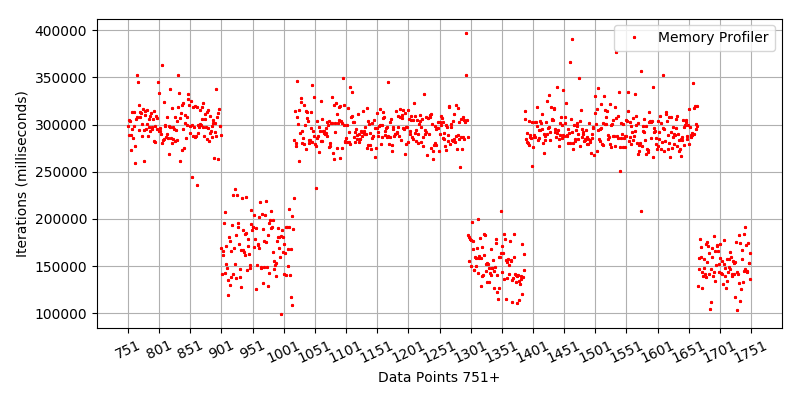 Memory Profiler
Iterations (milliseconds)
400000
350000
300000
250000
200000
150000
100000
751 801 851 901 951 1001 1051 1101 1151 1201 1251 1301 1351 1401 1451 1501 1551 1601 1651 1701 1751
Data Points 751+